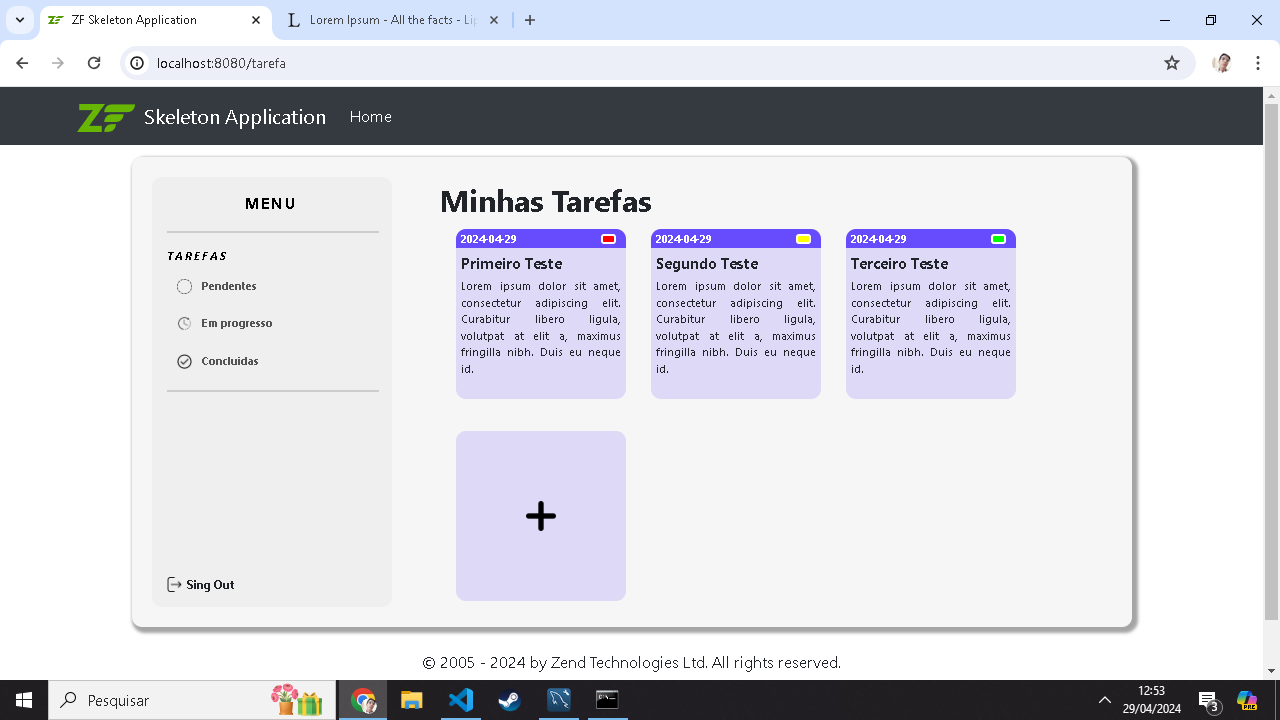 ZF Skeleton Application
Lorem Ipsum - All the facts - Li
localhost:8080/tarefa
ZF Skeleton Application Home
MENU
TAREFAS
Pendentes
Em progresso
Concluidas
Sing Out
Minhas Tarefas
2024-04-29
Primeiro Teste
Lorem ipsum dolor sit amet,
consectetur adipiscing elit.
Curabitur libero ligula,
volutpat at elit a, maximus
fringilla nibh. Duis eu neque
id.
2024-04-29
Segundo Teste
Lorem ipsum dolor sit amet,
consectetur adipiscing elit.
Curabitur libero ligula,
volutpat at elit a, maximus
fringilla nibh. Duis eu neque
id.
2024-04-29
Terceiro Teste
Lorem ipsum dolor sit amet,
consectetur adipiscing elit.
Curabitur libero ligula,
volutpat at elit a, maximus
fringilla nibh. Duis eu neque
id.
© 2005 - 2024 by Zend Technologies Ltd. All rights reserved.
Pesquisar
12:53
29/04/2024
3
PRE